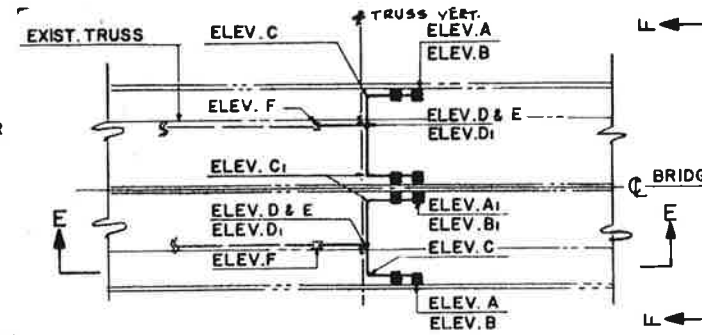 TRUSS VERT.
EXIST. TRUSS
ELEV. C
ELEV. A
ELEV. B
F
R
ELEV. F
ELEV. D & E
ELEV. D1
ELEV. C1
℄ BRIDG
ELEV. A1
ELEV. B1
E
ELEV. D & E
ELEV. D1
ELEV. C
E
ELEV. F
ELEV. A
ELEV. B
F